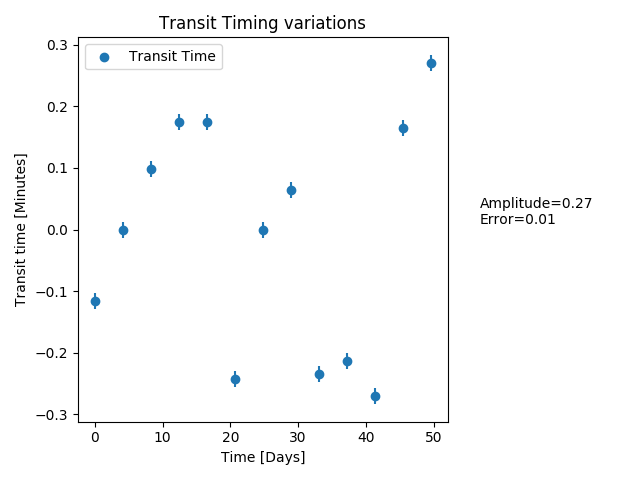 Transit Timing variations
Transit Time
0.3
0.2
0.1
0.0
−0.1
−0.2
−0.3
Transit time [Minutes]
Amplitude=0.27
Error=0.01
0 10 20 30 40 50
Time [Days]